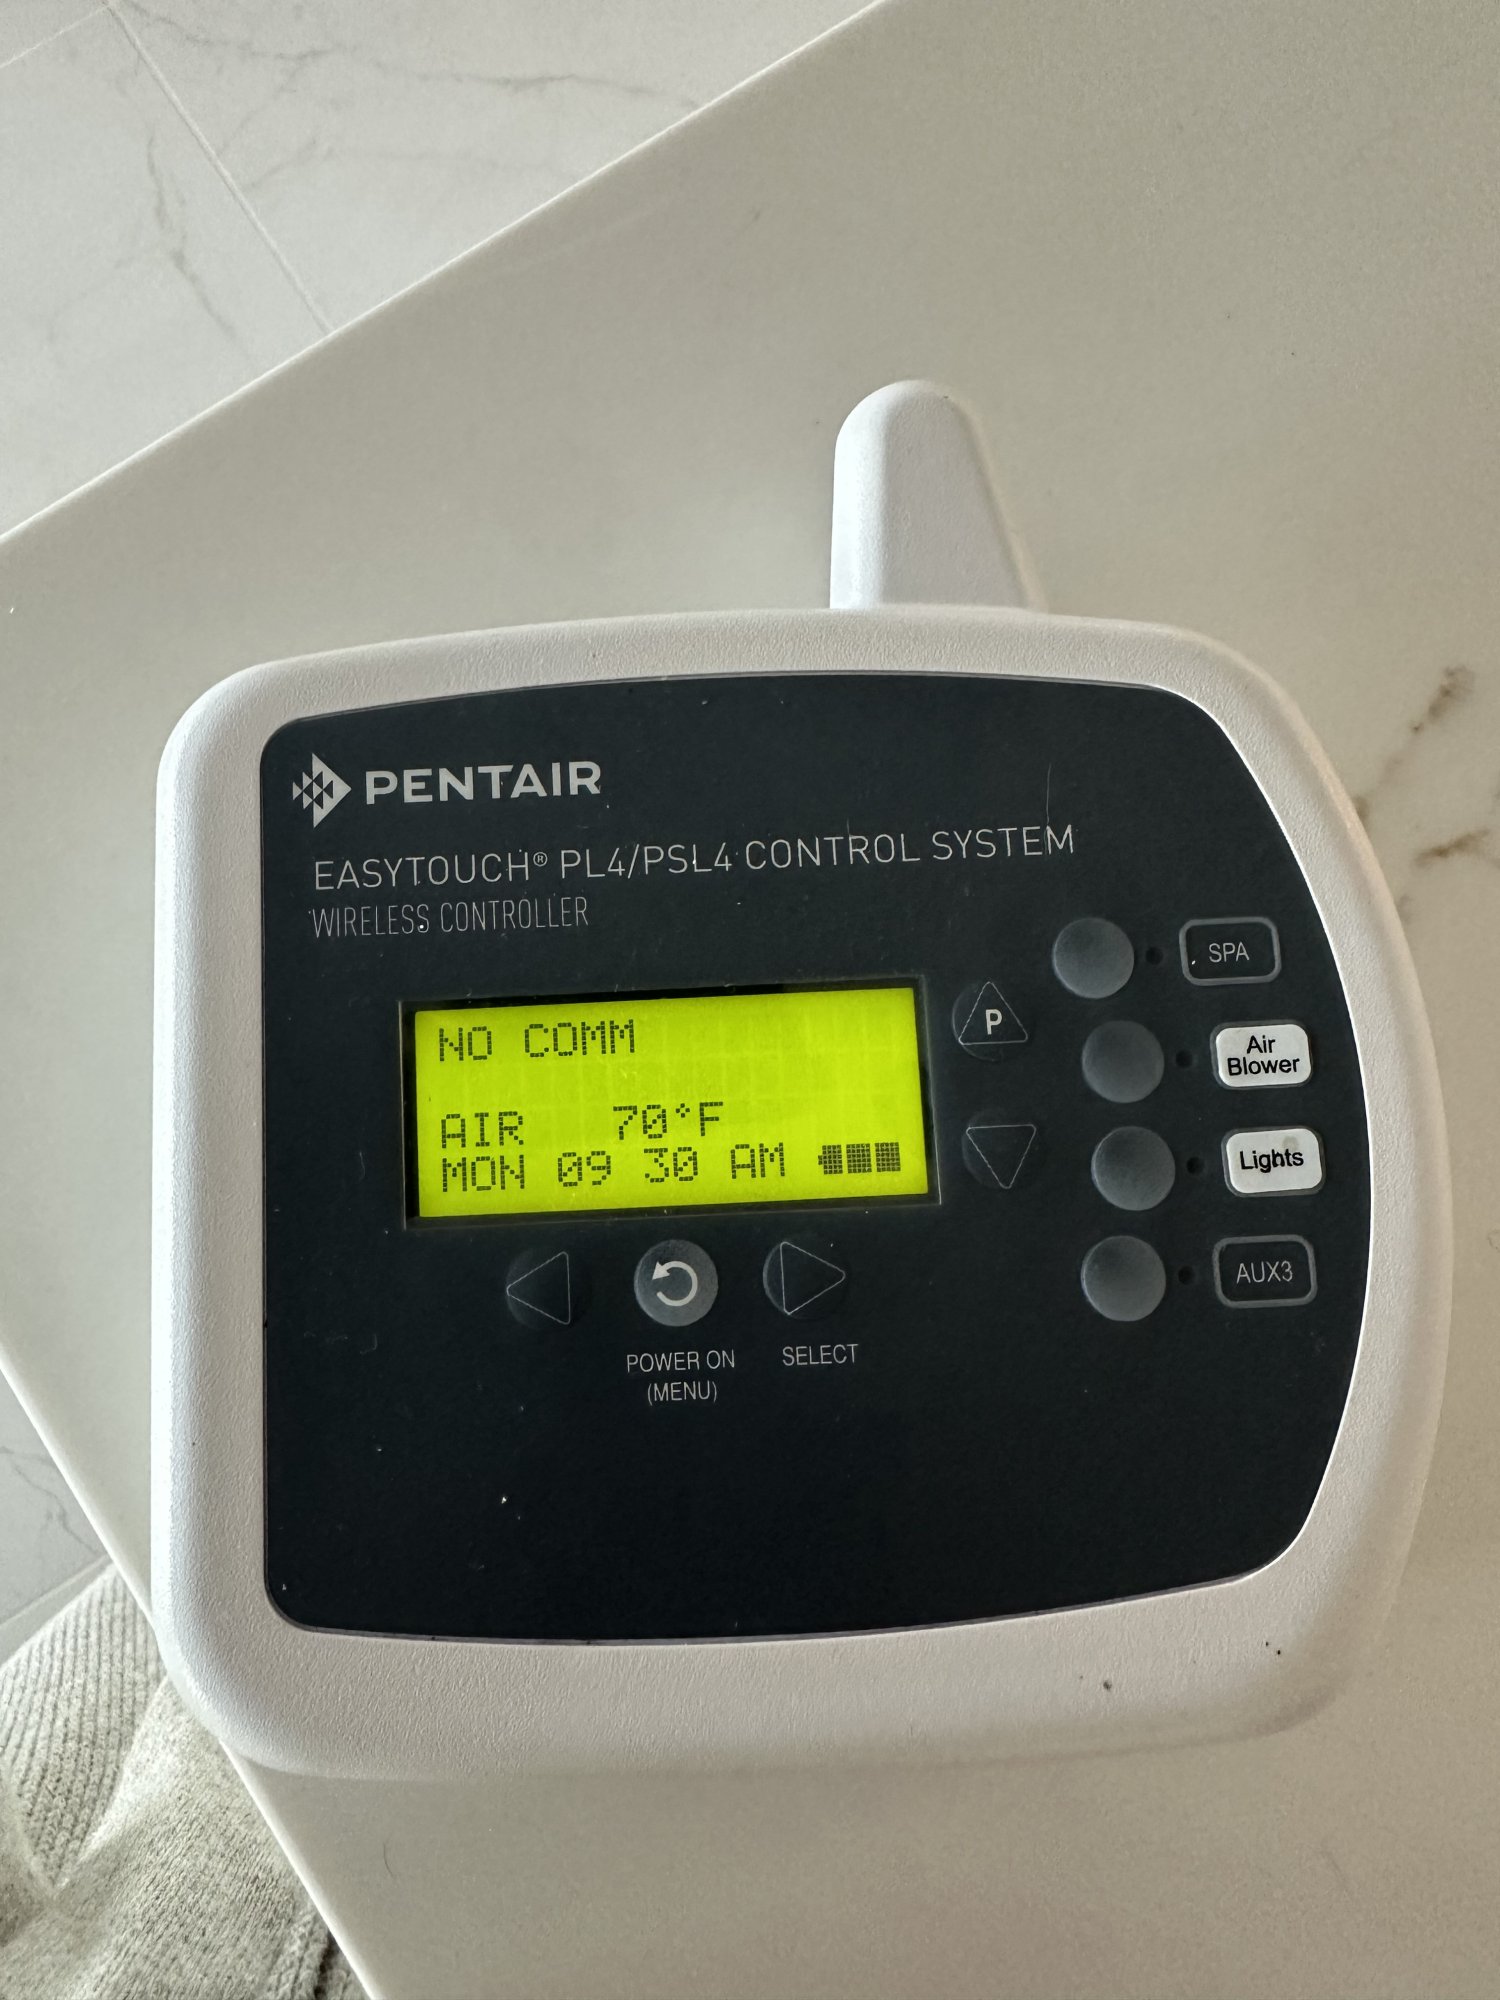 PENTAIR
EASYTOUCH® PL4/PSL4 CONTROL SYSTEM
WIRELESS CONTROLLER
NO COMM
AIR 70°F
MON 09 30 AM
P
SPA
Air
Blower
Lights
AUX3
POWER ON
(MENU)
SELECT